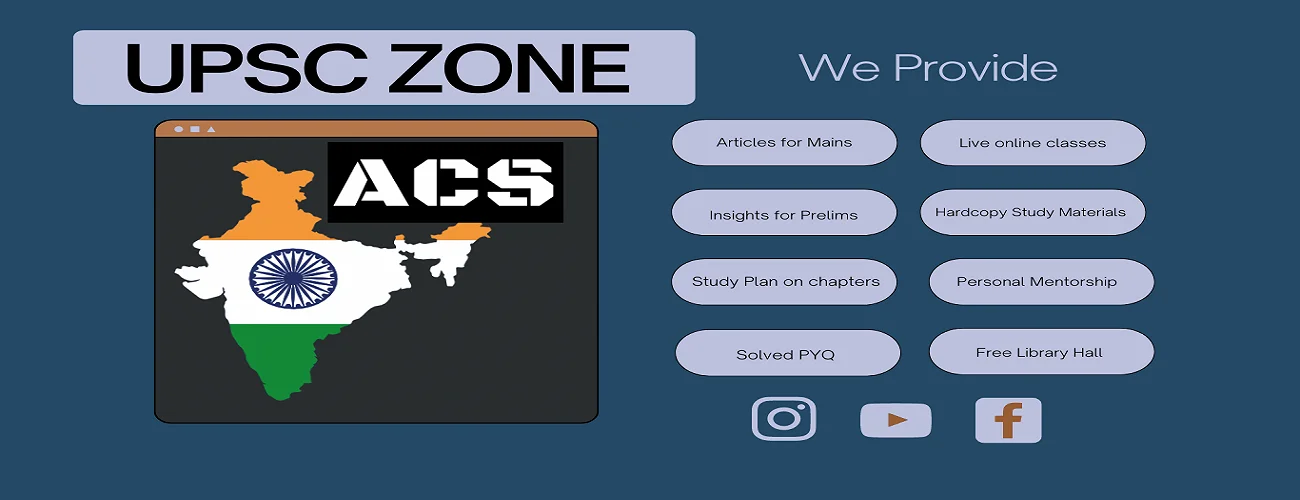 UPSC ZONE
ACS
We Provide
Articles for Mains
Live online classes
Insights for Prelims
Hardcopy Study Materials
Study Plan on chapters
Personal Mentorship
Solved PYQ
Free Library Hall